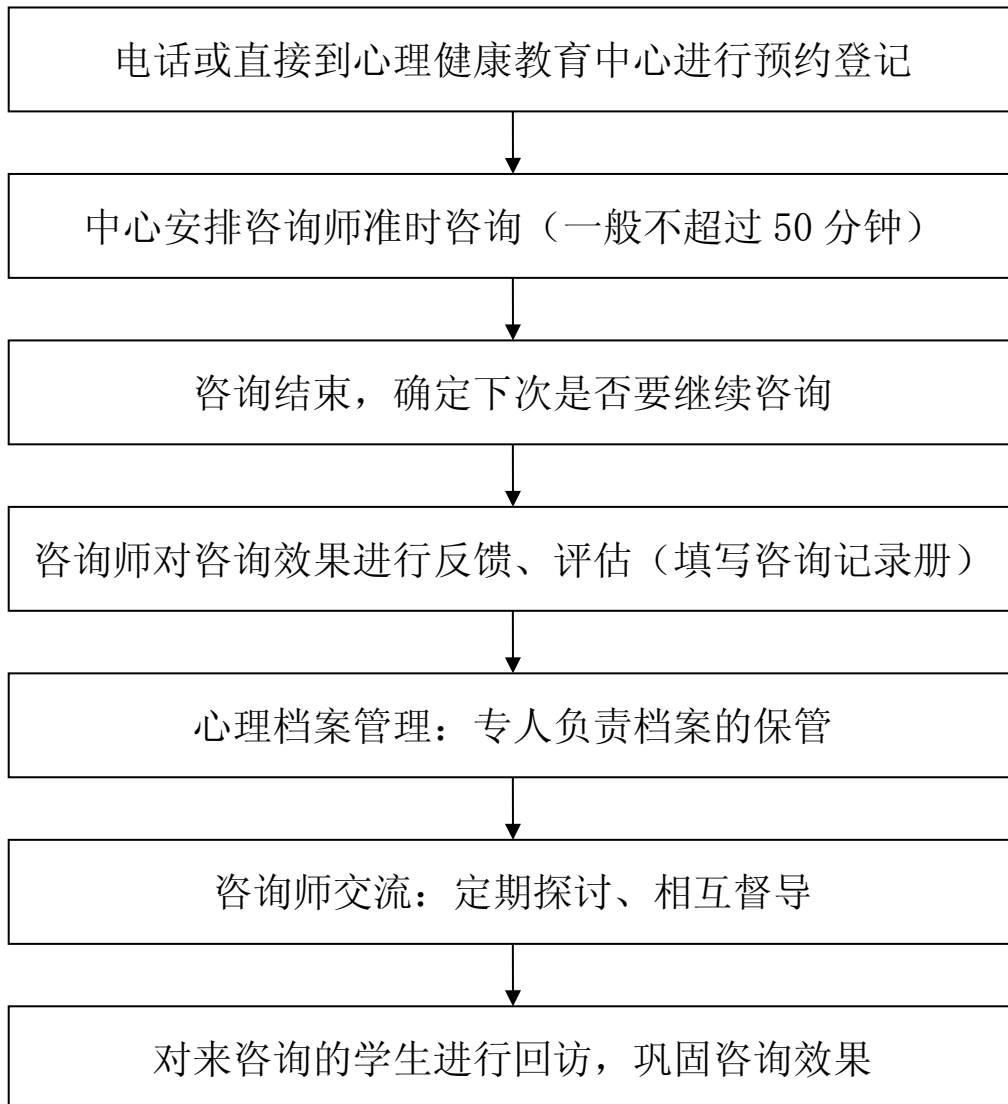 电话或直接到心理健康教育中心进行预约登记
中心安排咨询师准时咨询（一般不超过 50 分钟）
咨询结束，确定下次是否要继续咨询
咨询师对咨询效果进行反馈、评估（填写咨询记录册）
心理档案管理：专人负责档案的保管
咨询师交流：定期探讨、相互督导
对来咨询的学生进行回访，巩固咨询效果